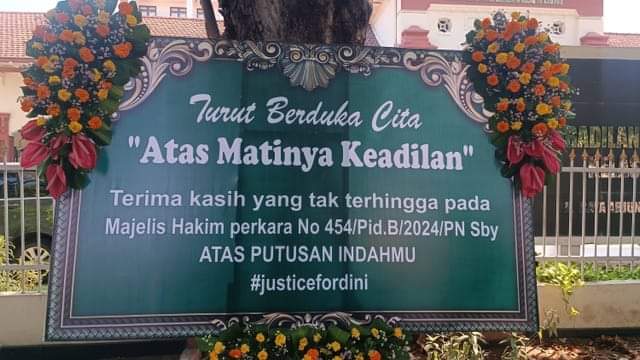 Turut Berduka Cita
"Atas Matinya Keadilan"
Terima kasih yang tak terhingga pada
Majelis Hakim perkara No 454/Pid.B/2024/PN Sby
ATAS PUTUSAN INDAHMU
#justicefordini